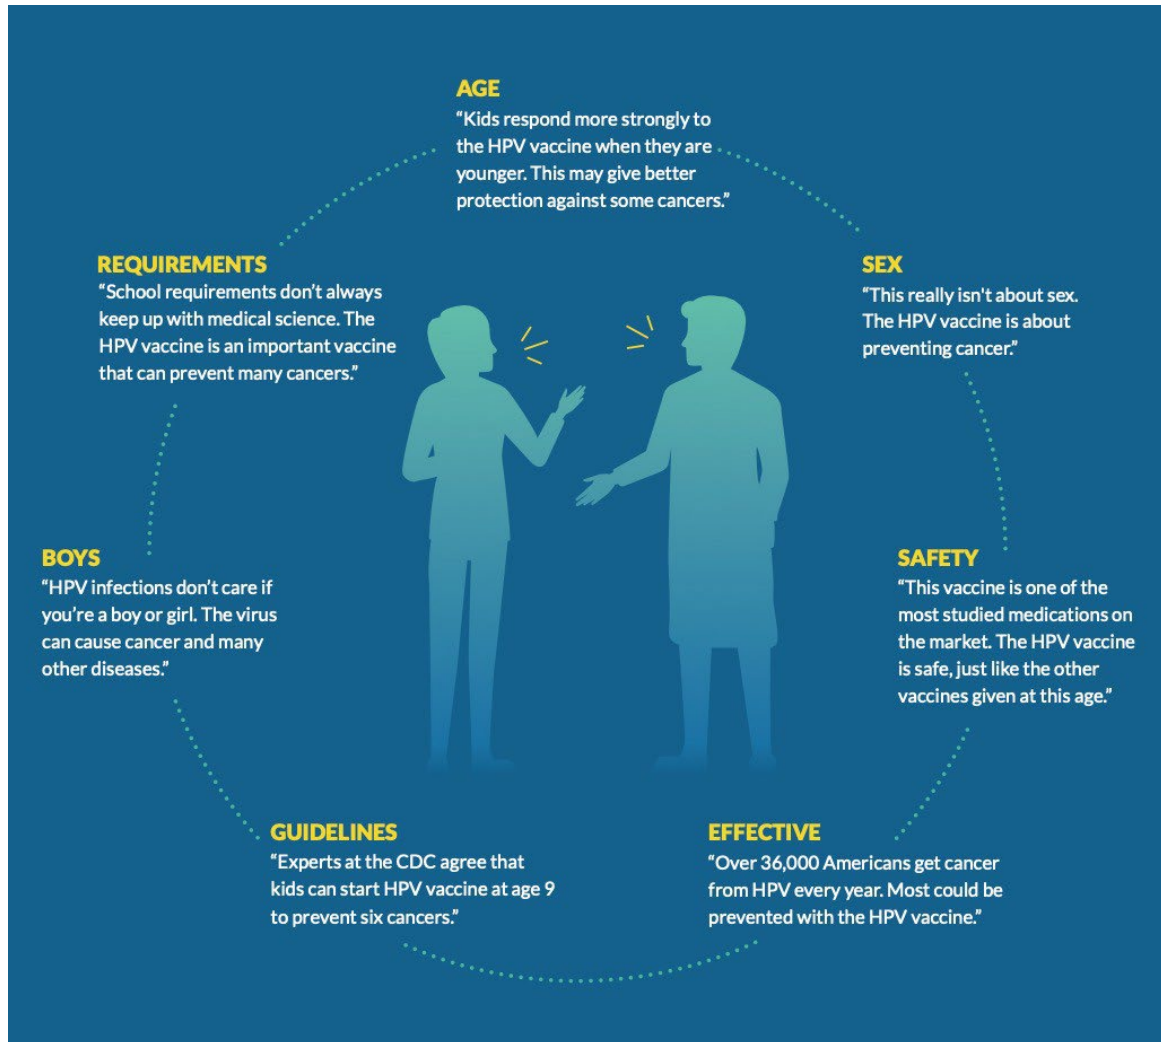 AGE
“Kids respond more strongly to
the HPV vaccine when they are
younger. This may give better
protection against some cancers.”
SEX
“This really isn't about sex.
The HPV vaccine is about
preventing cancer.”
SAFETY
“This vaccine is one of the
most studied medications on
the market. The HPV vaccine
is safe, just like the other
vaccines given at this age.”
EFFECTIVE
“Over 36,000 Americans get cancer
from HPV every year. Most could be
prevented with the HPV vaccine.”
GUIDELINES
“Experts at the CDC agree that
kids can start HPV vaccine at age 9
to prevent six cancers.”
BOYS
“HPV infections don’t care if
you’re a boy or girl. The virus
can cause cancer and many
other diseases.”
REQUIREMENTS
“School requirements don’t always
keep up with medical science. The
HPV vaccine is an important vaccine
that can prevent many cancers.”